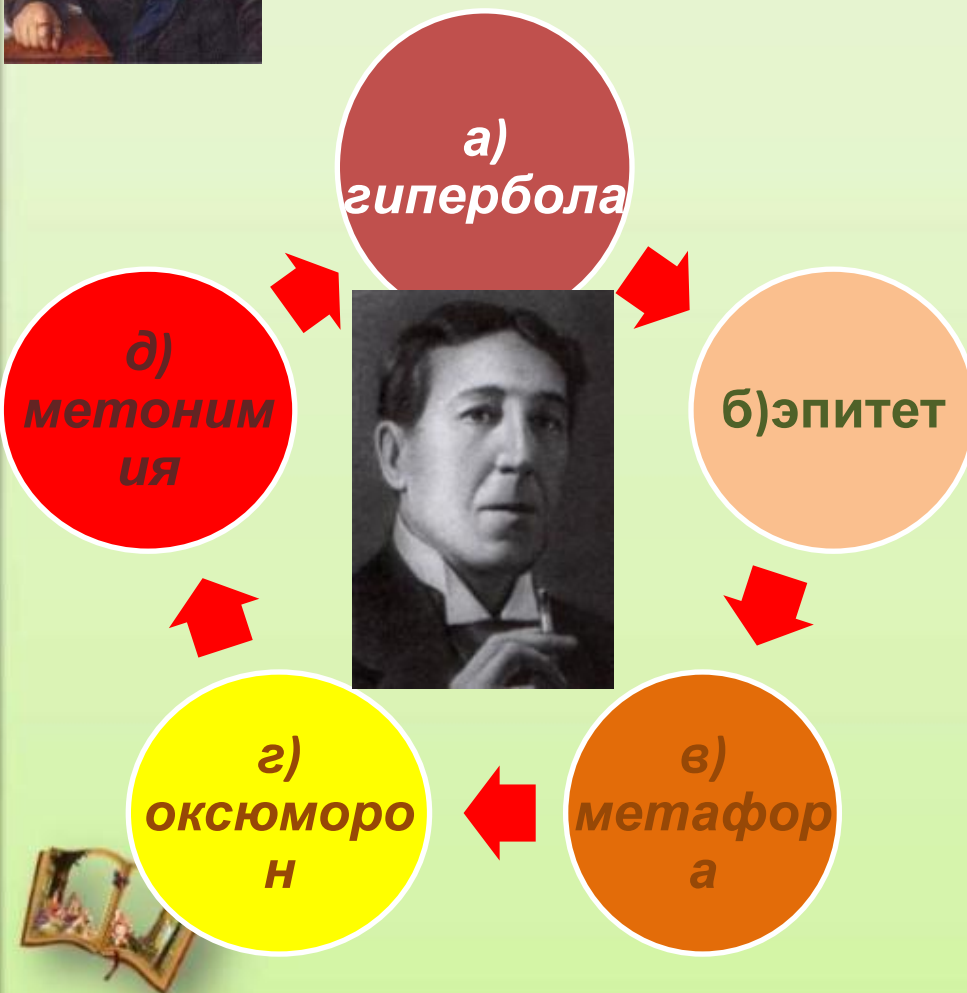 а)
гипербола
б)эпитет
в)
метафор
а
г)
оксюморо
н
д)
метоним
ия